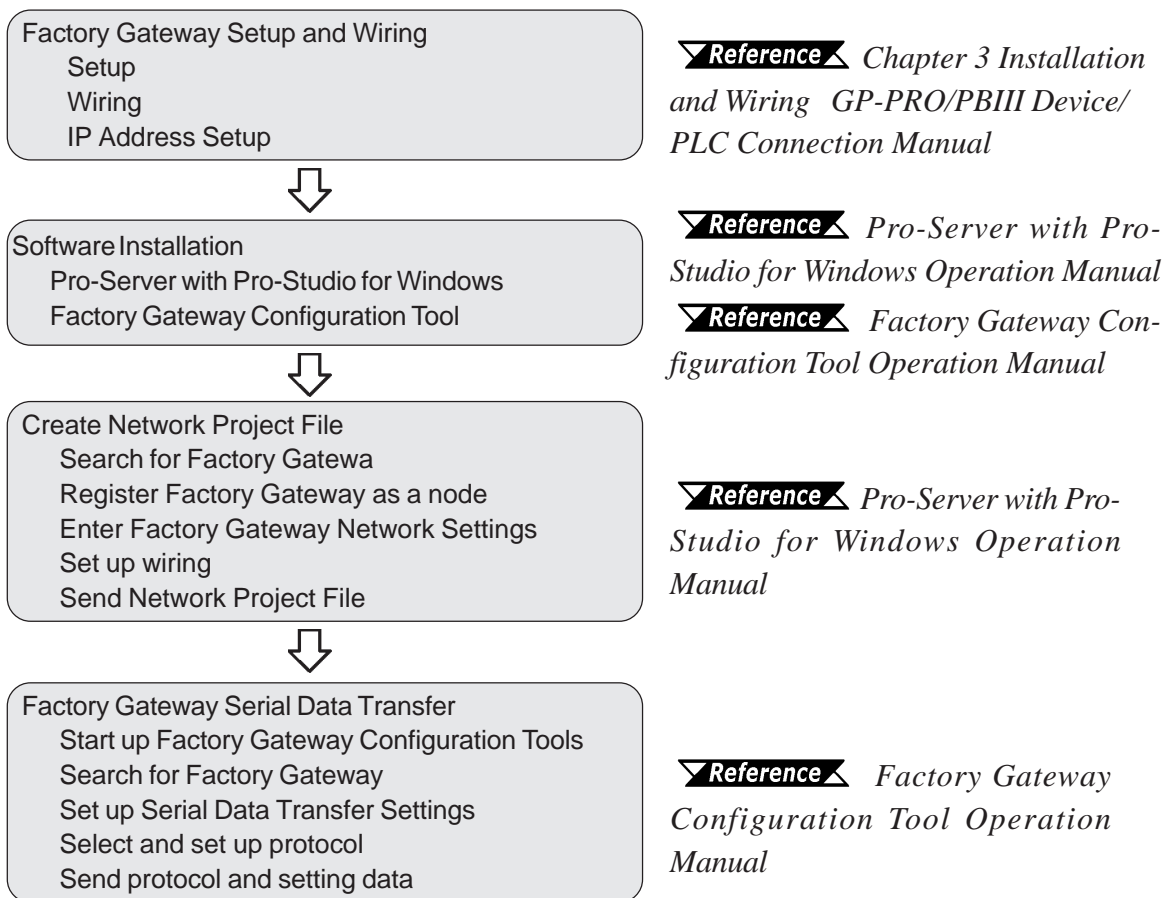 Factory Gateway Setup and Wiring
Setup
Wiring
IP Address Setup
Reference Chapter 3 Installation
and Wiring GP-PRO/PBIII Device/
PLC Connection Manual
Software Installation
Pro-Server with Pro-Studio for Windows
Factory Gateway Configuration Tool
Reference Pro-Server with Pro-
Studio for Windows Operation Manual
Reference Factory Gateway Con-
figuration Tool Operation Manual
Create Network Project File
Search for Factory Gatewa
Register Factory Gateway as a node
Enter Factory Gateway Network Settings
Set up wiring
Send Network Project File
Reference Pro-Server with Pro-
Studio for Windows Operation
Manual
Factory Gateway Serial Data Transfer
Start up Factory Gateway Configuration Tools
Search for Factory Gateway
Set up Serial Data Transfer Settings
Select and set up protocol
Send protocol and setting data
Reference Factory Gateway
Configuration Tool Operation
Manual